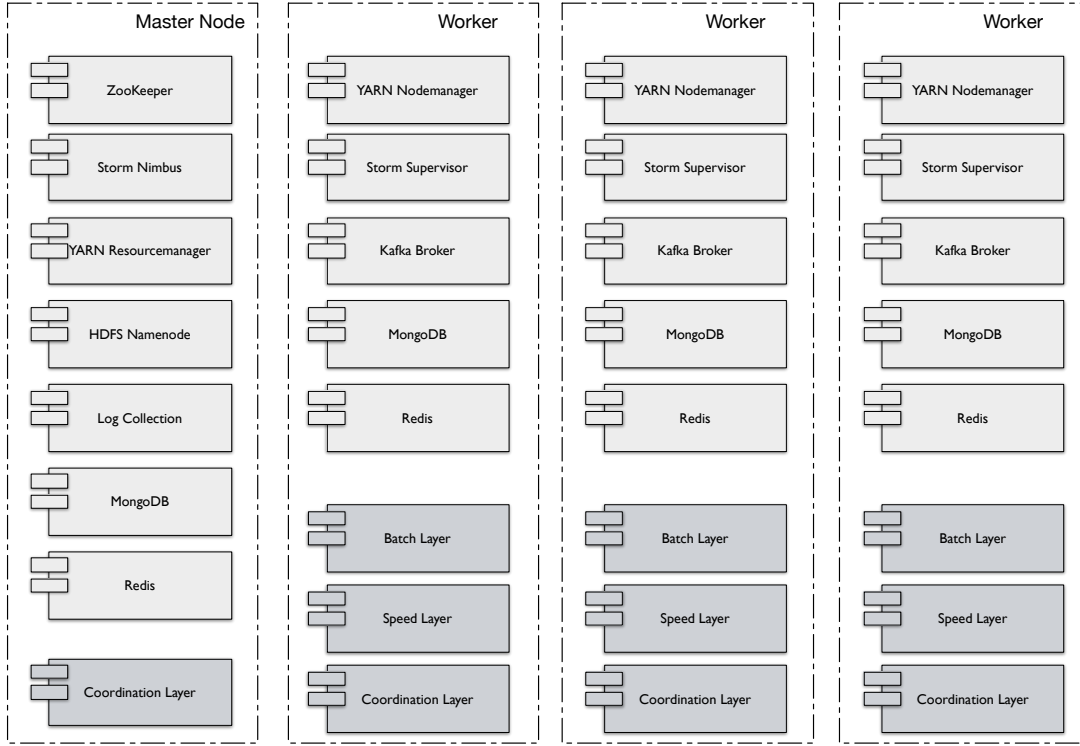 Master Node
ZooKeeper
Storm Nimbus
YARN Resourcemanager
HDFS Namenode
Log Collection
MongoDB
Redis
Coordination Layer
Worker
YARN Nodemanager
Storm Supervisor
Kafka Broker
MongoDB
Redis
Batch Layer
Speed Layer
Coordination Layer
Worker
YARN Nodemanager
Storm Supervisor
Kafka Broker
MongoDB
Redis
Batch Layer
Speed Layer
Coordination Layer
Worker
YARN Nodemanager
Storm Supervisor
Kafka Broker
MongoDB
Redis
Batch Layer
Speed Layer
Coordination Layer